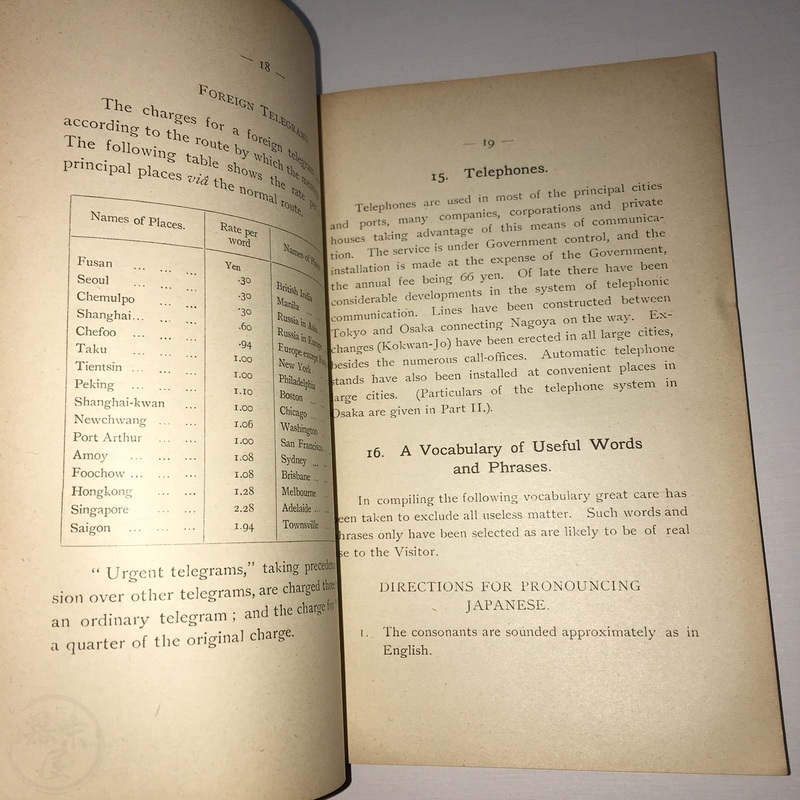 — 18 —
FOREIGN TELEGRAMS
The charges for a foreign telegram
according to the route by which the
The following table shows the rate per
principal places viâ the normal route.
Names of Places. Rate per word Names of
Yen
Fusan ... ... ... .30 British India
Seoul ... ... ... .30 Manila ...
Chemulpo ... ... .30 Russia in Asia
Shanghai... ... ... .60 Russia in Europe
Chefoo ... ... ... .94 Europe except
Taku ... ... ... 1.00 New York
Tientsin ... ... ... 1.00 Philadelphia
Peking ... ... ... 1.10 Boston ...
Shanghai-kwan ... 1.00 Chicago ...
Newchwang ... ... 1.06 Washington
Port Arthur ... ... 1.00 San Francisco
Amoy ... ... ... 1.08 Sydney ...
Foochow ... ... ... 1.08 Brisbane ...
Hongkong ... ... 1.28 Melbourne
Singapore ... ... 2.28 Adelaide ...
Saigon ... ... ... 1.94 Townsville
" Urgent telegrams," taking
sion over other telegrams, are charged
an ordinary telegram ; and the charge for
a quarter of the original charge.
— 19 —
15. Telephones.
Telephones are used in most of the principal cities
and ports, many companies, corporations and private
houses taking advantage of this means of communica-
tion. The service is under Government control, and the
installation is made at the expense of the Government,
the annual fee being 66 yen. Of late there have been
considerable developments in the system of telephonic
communication. Lines have been constructed between
Tokyo and Osaka connecting Nagoya on the way. Ex-
changes (Kokwan-Jo) have been erected in all large cities,
besides the numerous call-offices. Automatic telephone
stands have also been installed at convenient places in
large cities. (Particulars of the telephone system in
Osaka are given in Part II.).
16. A Vocabulary of Useful Words
and Phrases.
In compiling the following vocabulary great care has
een taken to exclude all useless matter. Such words and
hrases only have been selected as are likely to be of real
se to the Visitor.
DIRECTIONS FOR PRONOUNCING
JAPANESE.
1. The consonants are sounded approximately as in
English.